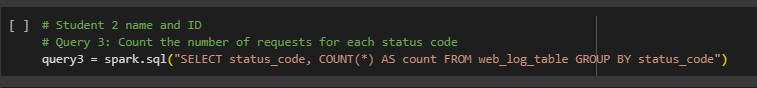 [ ] # Student 2 name and ID
# Query 3: Count the number of requests for each status code
query3 = spark.sql("SELECT status_code, COUNT(*) AS count FROM web_log_table GROUP BY status_code")